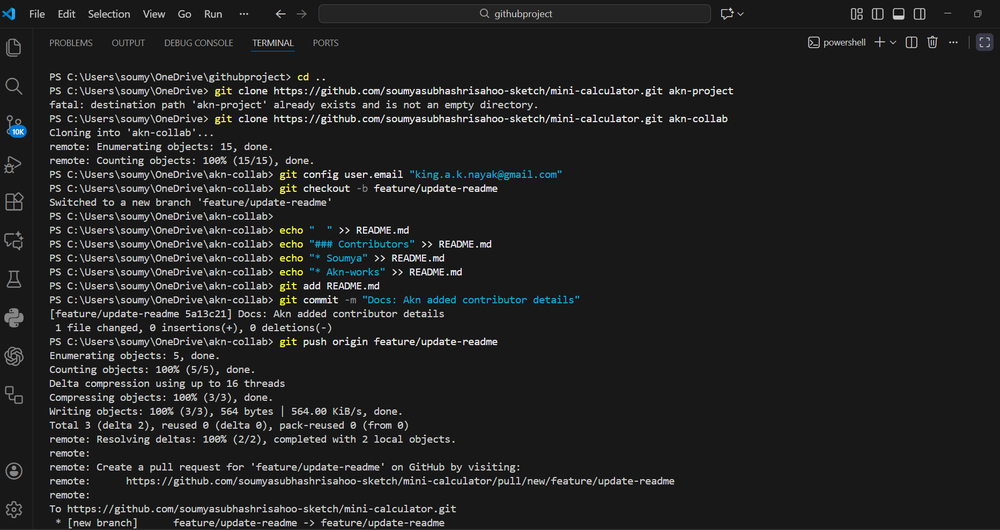 File Edit Selection View Go Run ··· githubproject
PROBLEMS OUTPUT DEBUG CONSOLE TERMINAL PORTS powershell
PS C:\Users\soumy\OneDrive\githubproject> cd ..
PS C:\Users\soumy\OneDrive> git clone https://github.com/soumyasubhashrisahoo-sketch/mini-calculator.git akn-project
fatal: destination path 'akn-project' already exists and is not an empty directory.
PS C:\Users\soumy\OneDrive> git clone https://github.com/soumyasubhashrisahoo-sketch/mini-calculator.git akn-collab
Cloning into 'akn-collab'...
remote: Enumerating objects: 15, done.
remote: Counting objects: 100% (15/15), done.
PS C:\Users\soumy\OneDrive\akn-collab> git config user.email "king.a.k.nayak@gmail.com"
PS C:\Users\soumy\OneDrive\akn-collab> git checkout -b feature/update-readme
Switched to a new branch 'feature/update-readme'
PS C:\Users\soumy\OneDrive\akn-collab>
PS C:\Users\soumy\OneDrive\akn-collab> echo "  " >> README.md
PS C:\Users\soumy\OneDrive\akn-collab> echo "### Contributors" >> README.md
PS C:\Users\soumy\OneDrive\akn-collab> echo "* Soumya" >> README.md
PS C:\Users\soumy\OneDrive\akn-collab> echo "* Akn-works" >> README.md
PS C:\Users\soumy\OneDrive\akn-collab> git add README.md
PS C:\Users\soumy\OneDrive\akn-collab> git commit -m "Docs: Akn added contributor details"
[feature/update-readme 5a13c21] Docs: Akn added contributor details
 1 file changed, 0 insertions(+), 0 deletions(-)
PS C:\Users\soumy\OneDrive\akn-collab> git push origin feature/update-readme
Enumerating objects: 5, done.
Counting objects: 100% (5/5), done.
Delta compression using up to 16 threads
Compressing objects: 100% (3/3), done.
Writing objects: 100% (3/3), 564 bytes | 564.00 KiB/s, done.
Total 3 (delta 2), reused 0 (delta 0), pack-reused 0 (from 0)
remote: Resolving deltas: 100% (2/2), completed with 2 local objects.
remote:
remote: Create a pull request for 'feature/update-readme' on GitHub by visiting:
remote:      https://github.com/soumyasubhashrisahoo-sketch/mini-calculator/pull/new/feature/update-readme
remote:
To https://github.com/soumyasubhashrisahoo-sketch/mini-calculator.git
 * [new branch]      feature/update-readme -> feature/update-readme
10K